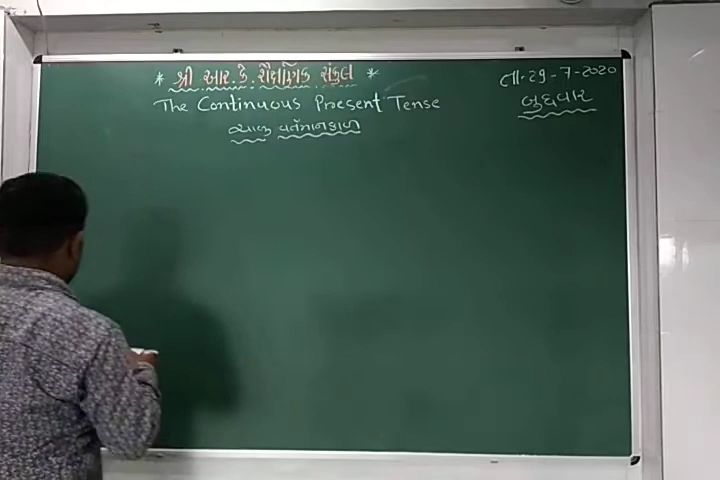 * શ્રી આર. કે. શૈક્ષણિક સંકુલ *
તા-29-7-2020
The Continuous Present Tense
બુધવાર
ચાલુ વર્તમાનકાળ